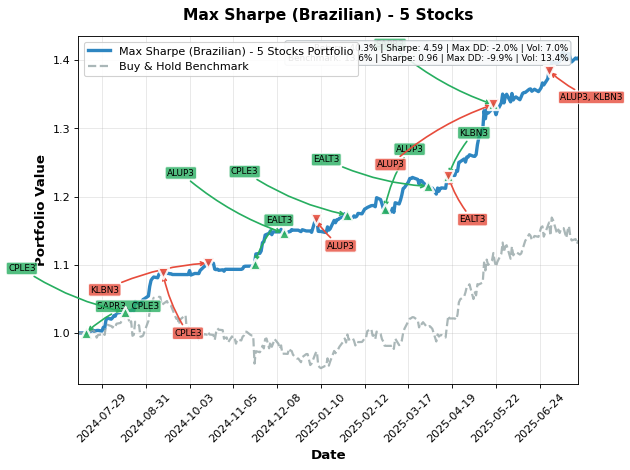 Max Sharpe (Brazilian) - 5 Stocks
Max Sharpe (Brazilian) - 5 Stocks Portfolio
Buy & Hold Benchmark
0.3% | Sharpe: 4.59 | Max DD: -2.0% | Vol: 7.0%
6% | Sharpe: 0.96 | Max DD: -9.9% | Vol: 13.4%
Portfolio Value
1.4
1.3
1.2
1.1
1.0
ALUP3, KLBN3
KLBN3
ALUP3
EALT3
ALUP3
CPLE3
ALUP3
EALT3
EALT3
ALUP3
CPLE3
KLBN3
CPLE3
CPLE3
2024-07-29
2024-08-31
2024-10-03
2024-11-05
2024-12-08
2025-01-10
2025-02-12
2025-03-17
2025-04-19
2025-05-22
2025-06-24
Date